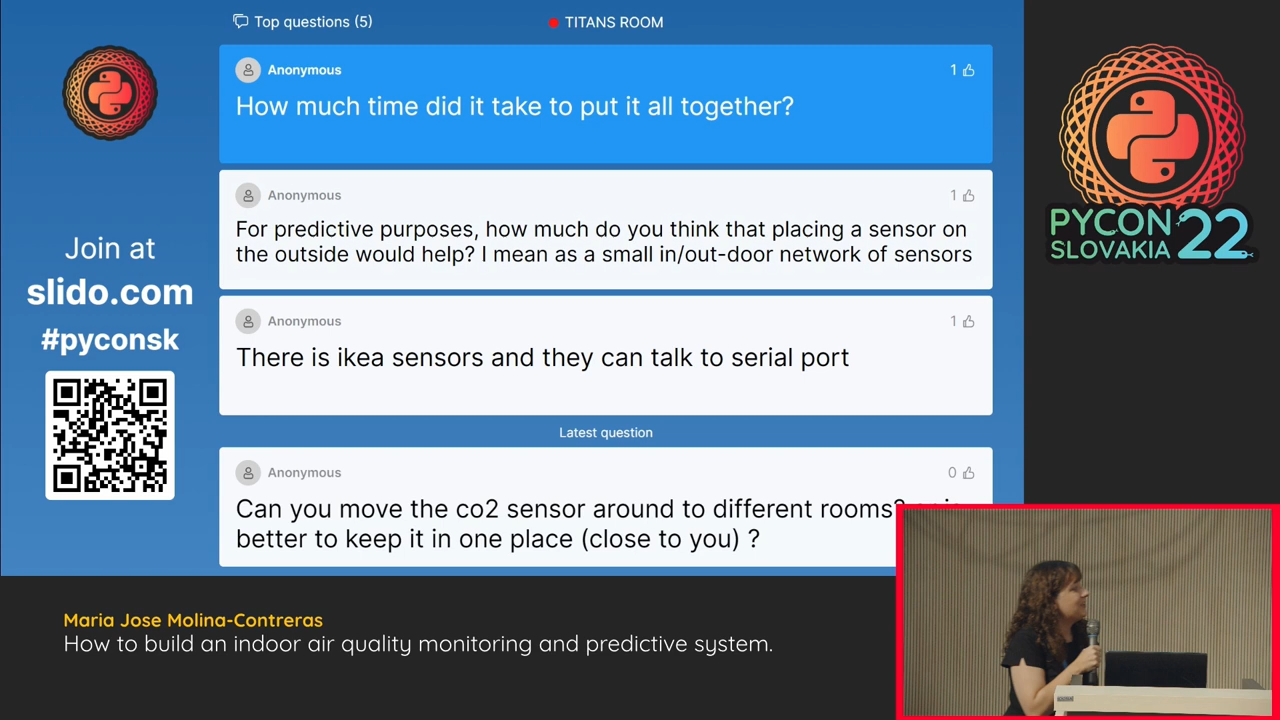 Top questions (5)
TITANS ROOM
Anonymous
1
How much time did it take to put it all together?
Anonymous
1
For predictive purposes, how much do you think that placing a sensor on
the outside would help? I mean as a small in/out-door network of sensors
Anonymous
1
There is ikea sensors and they can talk to serial port
Latest question
Anonymous
0
Can you move the co2 sensor around to different rooms?
better to keep it in one place (close to you) ?
Join at
slido.com
#pyconsk
PYCON
SLOVAKIA
22
Maria Jose Molina-Contreras
How to build an indoor air quality monitoring and predictive system.